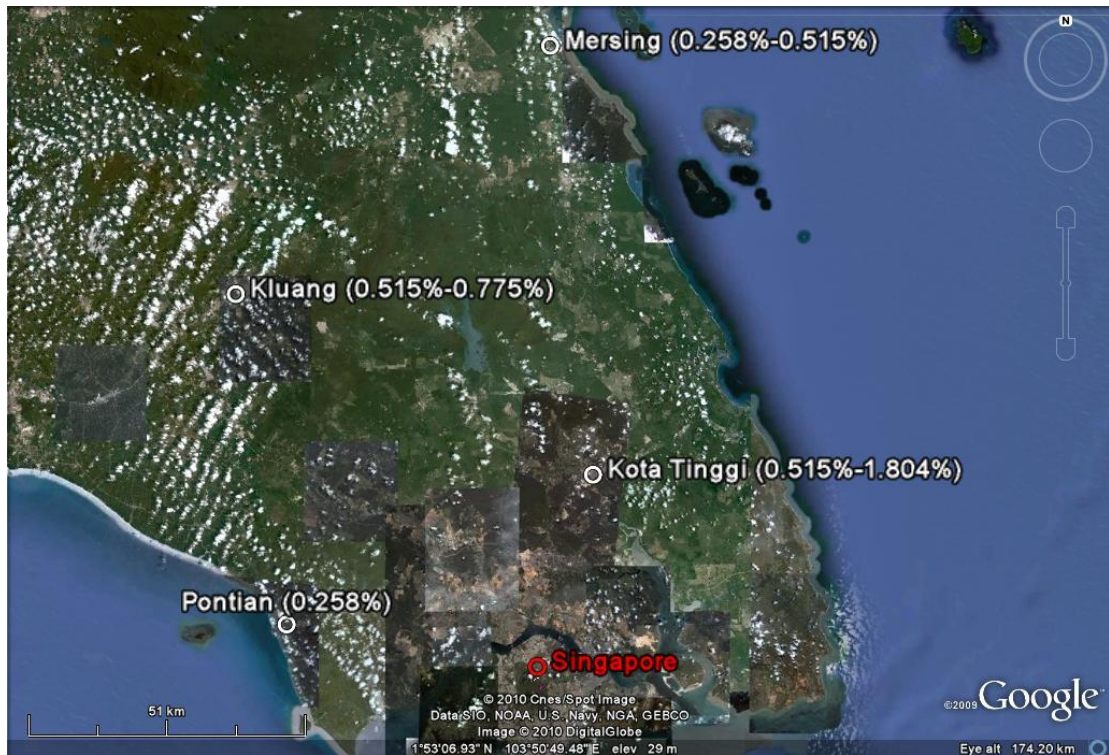 N
Mersing (0.258%-0.515%)
Kluang (0.515%-0.775%)
Kota Tinggi (0.515%-1.804%)
Pontian (0.258%)
Singapore
51 km
© 2010 Cnes/Spot Image
Data SIO, NOAA, U.S. Navy, NGA, GEBCO
Image © 2010 DigitalGlobe
©2009 Google™
1°53'06.93" N 103°50'49.48" E elev 29 m
Eye alt 174.20 km